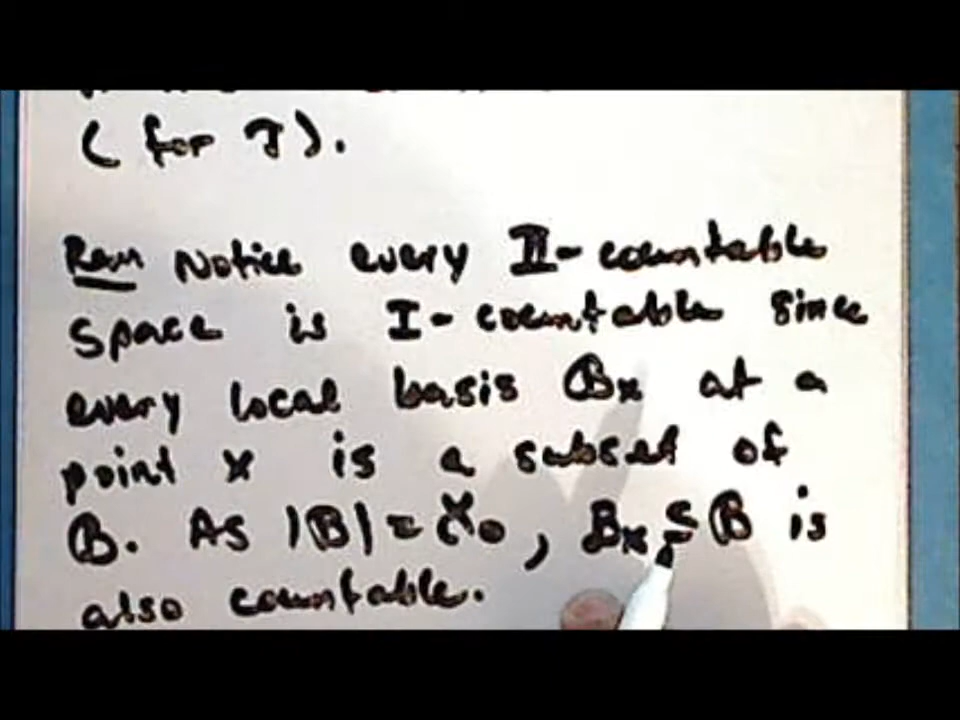 (for T).
Rem Notice every II-countable
space is I-countable since
every local basis Bx at a
point x is a subset of
B. As |B| = ℵ₀, Bx ⊆ B is
also countable.